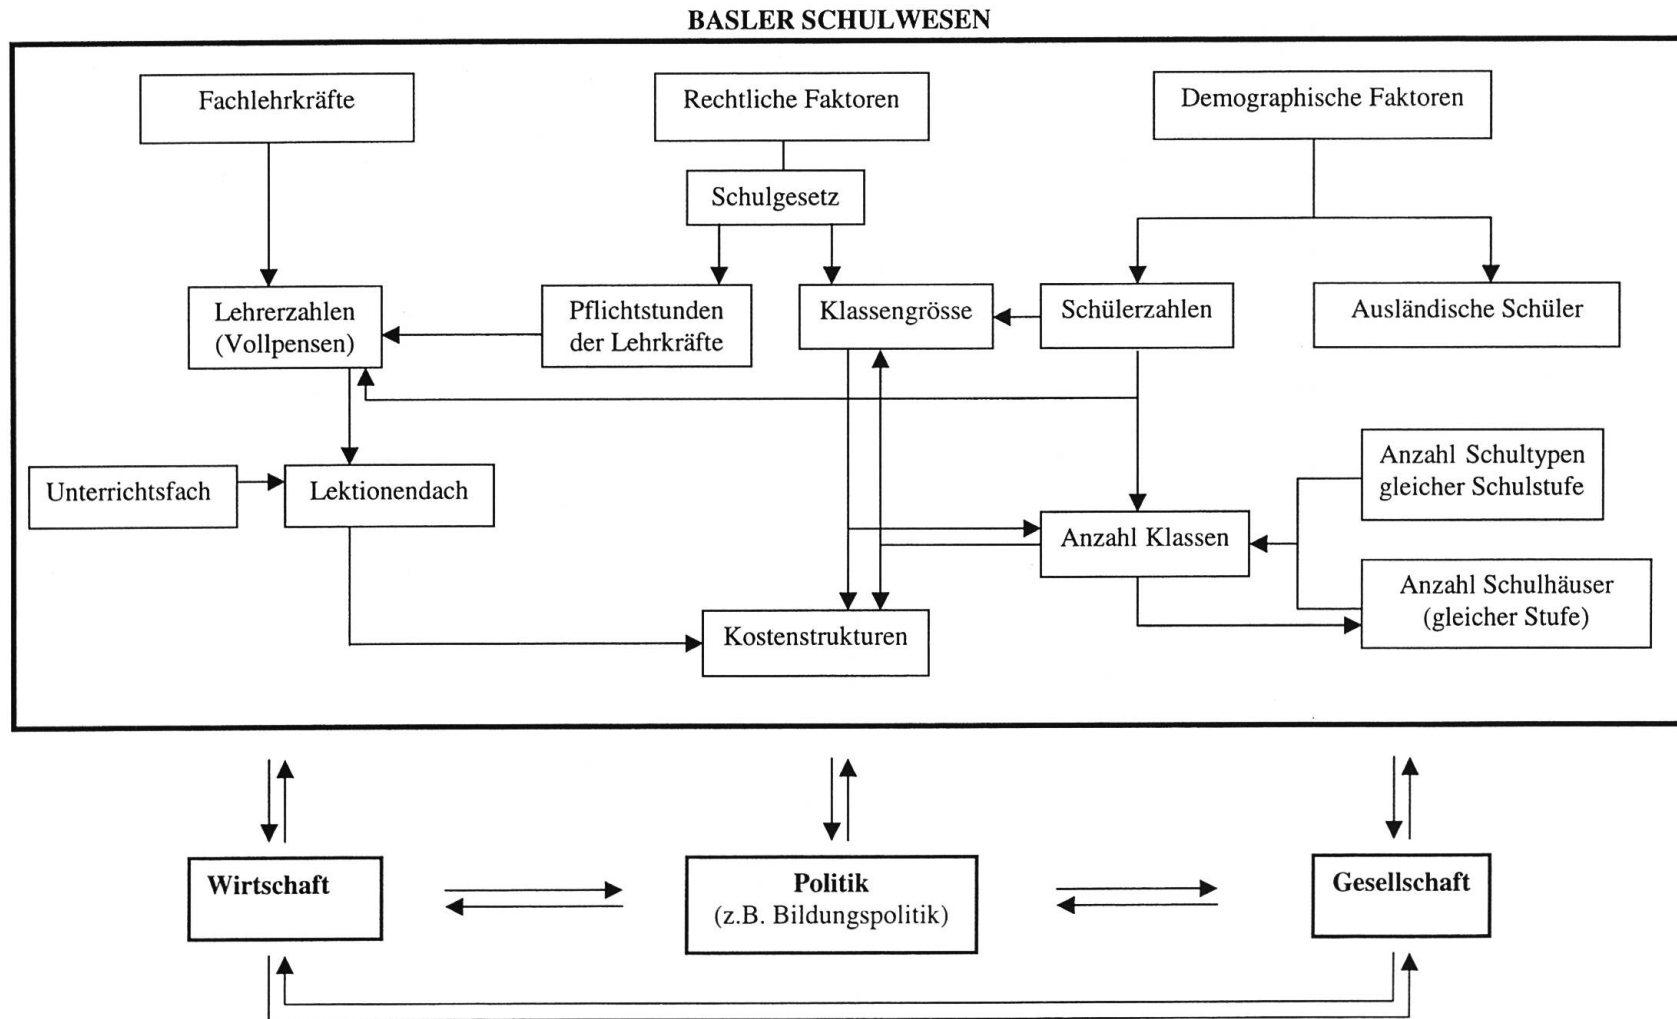 BASLER SCHULWESEN
Fachlehrkräfte
Rechtliche Faktoren
Demographische Faktoren
Schulgesetz
Lehrerzahlen
(Vollpensen)
Pflichtstunden
der Lehrkräfte
Klassengrösse
Schülerzahlen
Ausländische Schüler
Unterrichtsfach
Lektionendach
Anzahl Klassen
Anzahl Schultypen
gleicher Schulstufe
Anzahl Schulhäuser
(gleicher Stufe)
Kostenstrukturen
Wirtschaft
Politik
(z.B. Bildungspolitik)
Gesellschaft